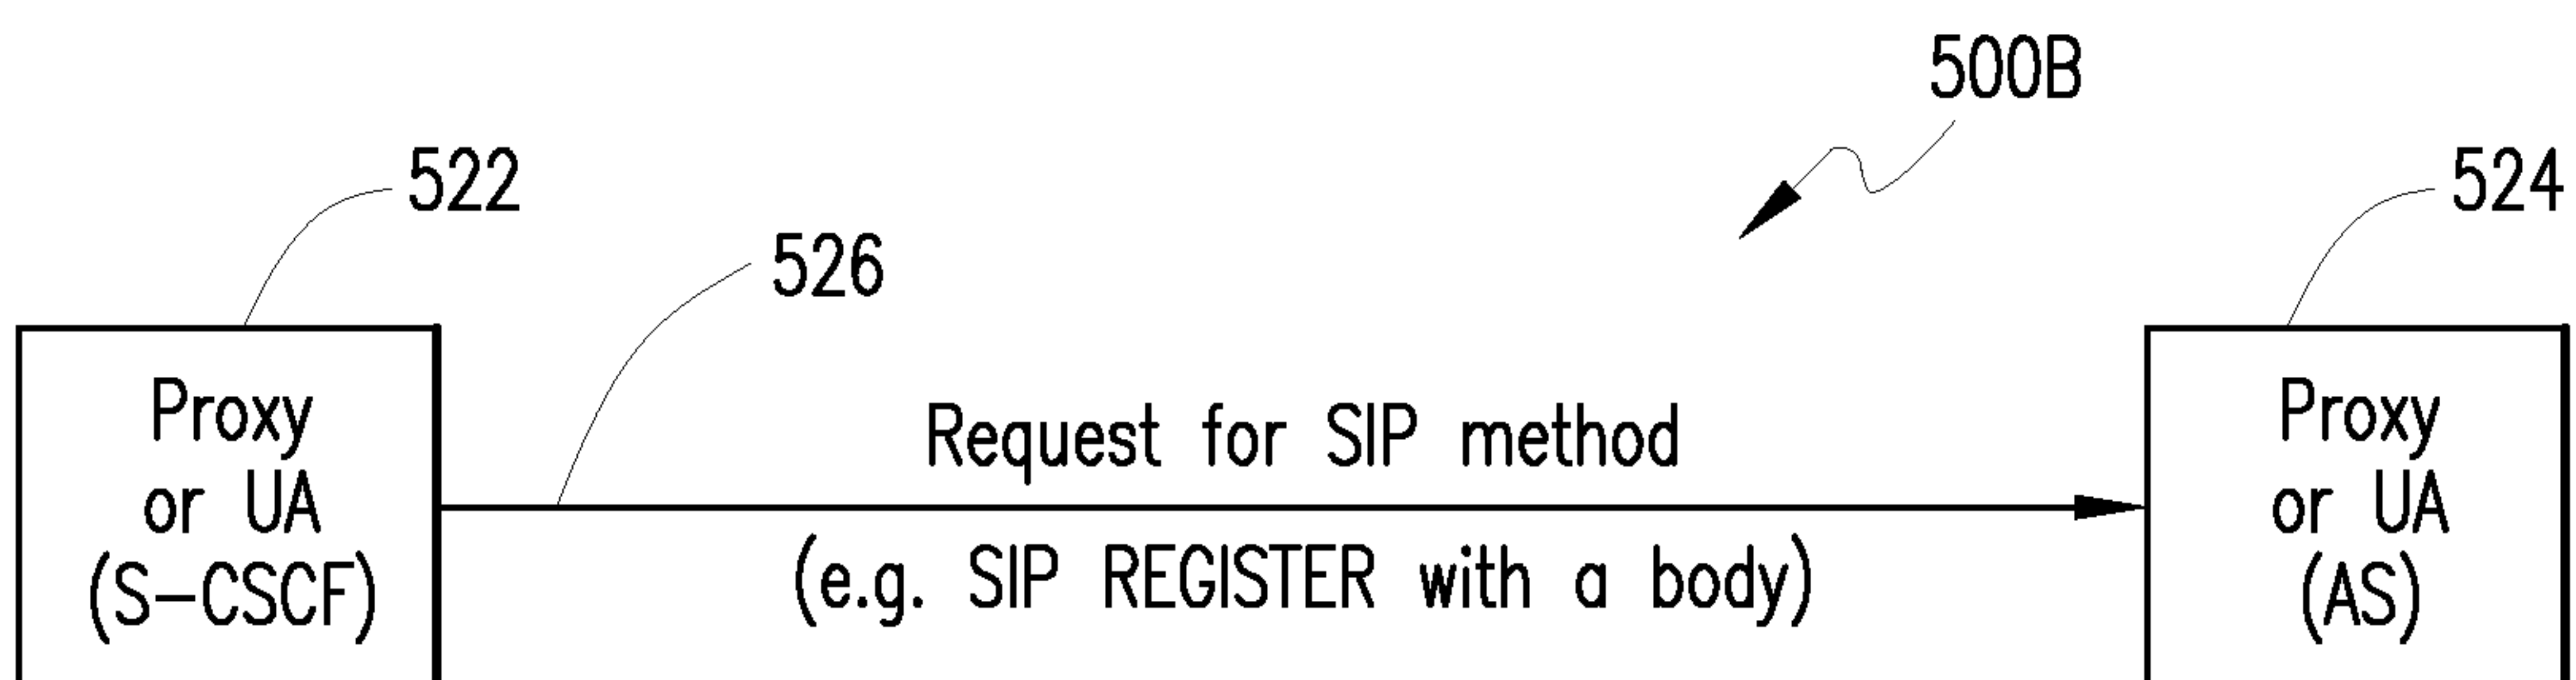 500B
522
524
526
Proxy
or UA
(S-CSCF)
Request for SIP method
(e.g. SIP REGISTER with a body)
Proxy
or UA
(AS)